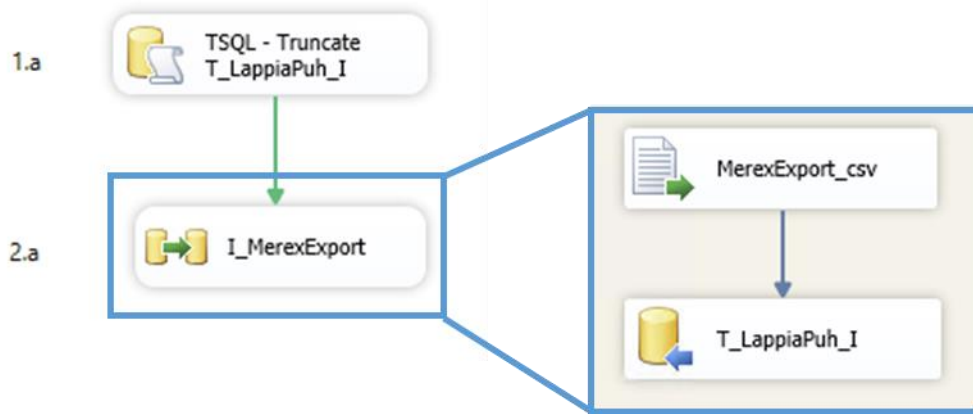 1.a
TSQL - Truncate
T_LappiaPuh_I
2.a
I_MerexExport
MerexExport_csv
T_LappiaPuh_I